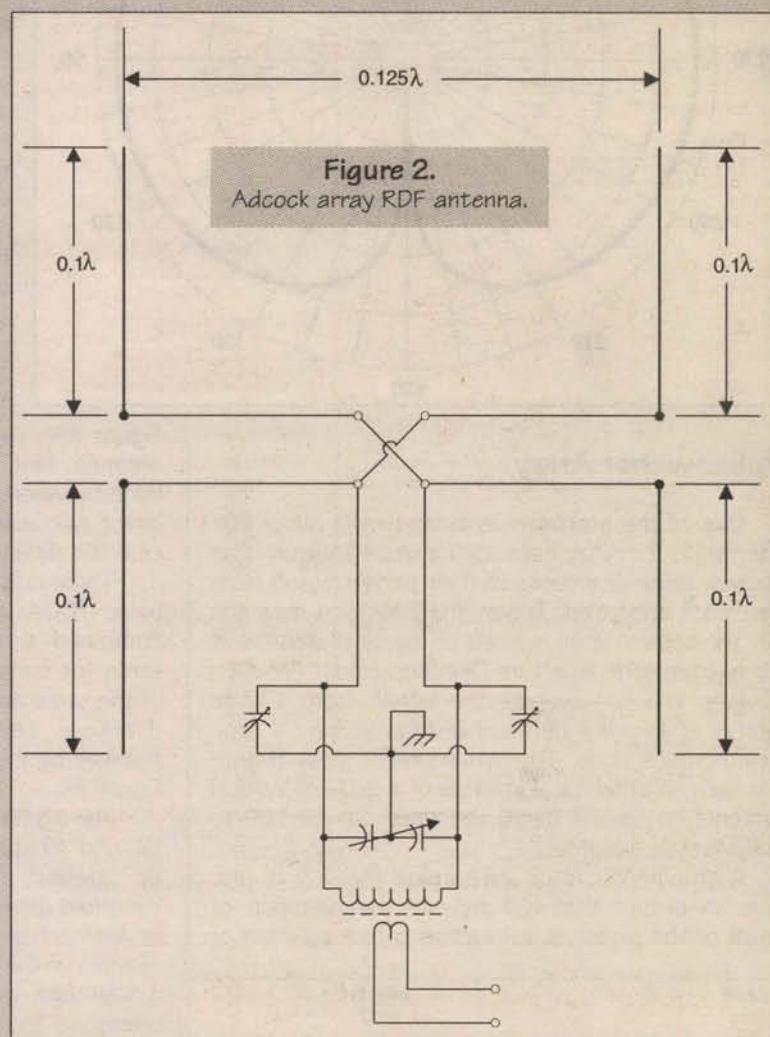 0.125λ
Figure 2.
Adcock array RDF antenna.
0.1λ
0.1λ
0.1λ
0.1λ